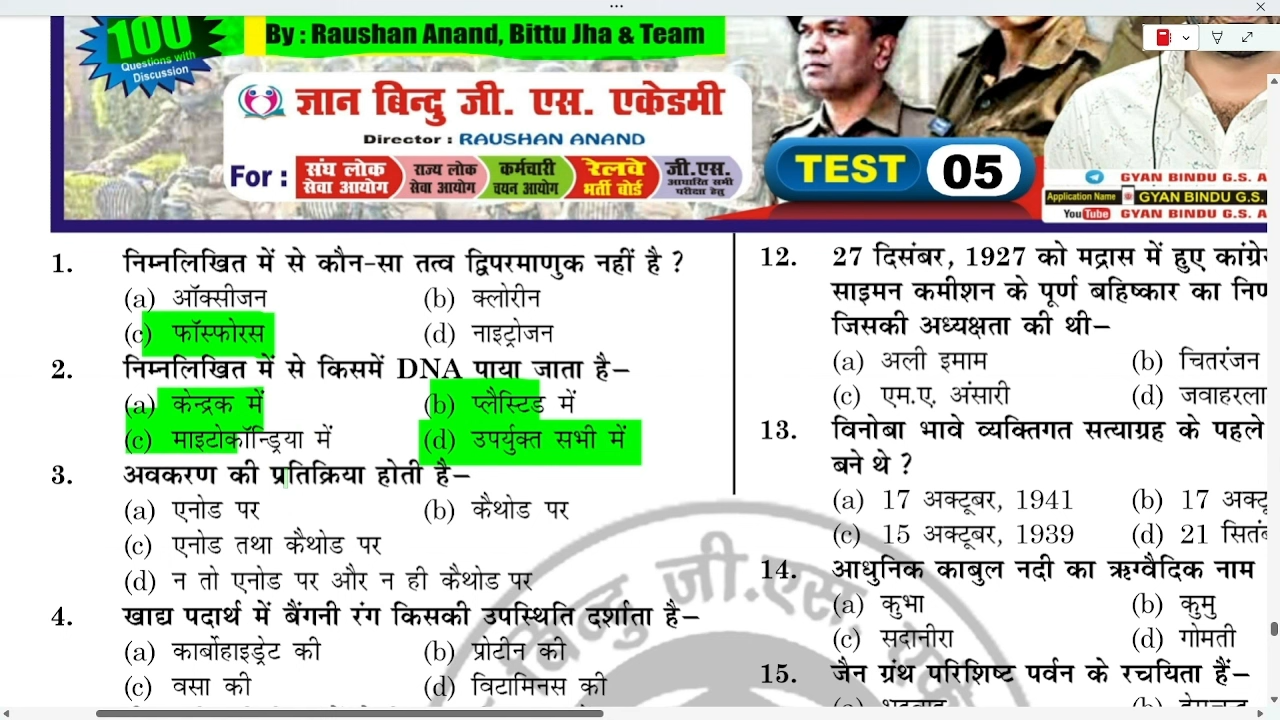 ...
100
Questions with
Discussion
By : Raushan Anand, Bittu Jha & Team
ज्ञान बिन्दु जी. एस. एकेडमी
Director : RAUSHAN ANAND
For : संघ लोक सेवा आयोग राज्य लोक सेवा आयोग कर्मचारी चयन आयोग रेलवे भर्ती बोर्ड जी.एस. आधारित सभी परीक्षा हेतु
TEST 05
GYAN BINDU G.S. A
Application Name GYAN BINDU G.S.
YouTube GYAN BINDU G.S. A
1. निम्नलिखित में से कौन-सा तत्व द्विपरमाणुक नहीं है ?
(a) ऑक्सीजन (b) क्लोरीन
(c) फॉस्फोरस (d) नाइट्रोजन
2. निम्नलिखित में से किसमें DNA पाया जाता है–
(a) केन्द्रक में (b) प्लैस्टिड में
(c) माइटोकॉन्ड्रिया में (d) उपर्युक्त सभी में
3. अवकरण की प्रतिक्रिया होती है–
(a) एनोड पर (b) कैथोड पर
(c) एनोड तथा कैथोड पर
(d) न तो एनोड पर और न ही कैथोड पर
4. खाद्य पदार्थ में बैंगनी रंग किसकी उपस्थिति दर्शाता है–
(a) कार्बोहाइड्रेट की (b) प्रोटीन की
(c) वसा की (d) विटामिनस की
12. 27 दिसंबर, 1927 को मद्रास में हुए कांग्रे
साइमन कमीशन के पूर्ण बहिष्कार का निण
जिसकी अध्यक्षता की थी–
(a) अली इमाम (b) चितरंजन
(c) एम.ए. अंसारी (d) जवाहरला
13. विनोबा भावे व्यक्तिगत सत्याग्रह के पहले
बने थे ?
(a) 17 अक्टूबर, 1941 (b) 17 अक्टू
(c) 15 अक्टूबर, 1939 (d) 21 सितं
14. आधुनिक काबुल नदी का ऋग्वैदिक नाम
(a) कुभा (b) कुमु
(c) सदानीरा (d) गोमती
15. जैन ग्रंथ परिशिष्ट पर्वन के रचयिता हैं–